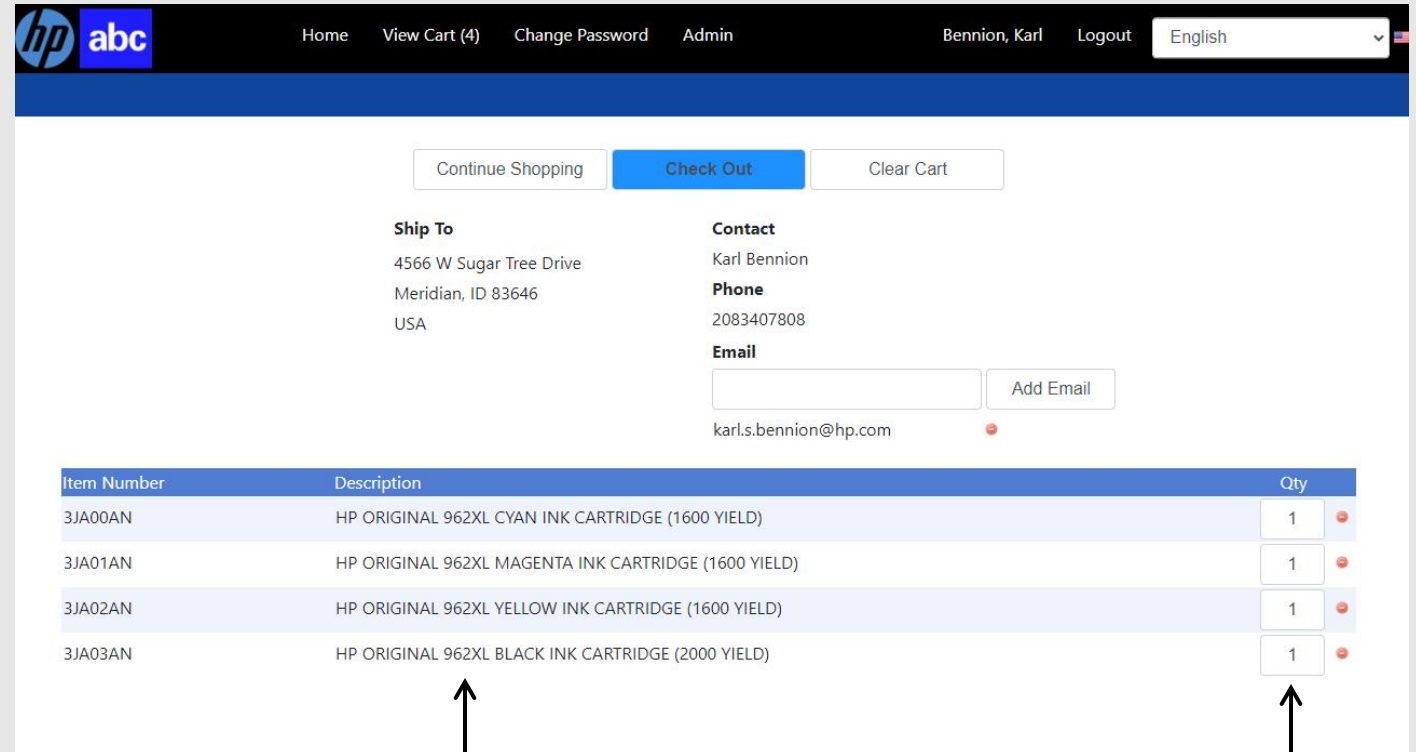 hp abc Home View Cart (4) Change Password Admin Bennion, Karl Logout English
Continue Shopping Check Out Clear Cart
Ship To
4566 W Sugar Tree Drive
Meridian, ID 83646
USA
Contact
Karl Bennion
Phone
2083407808
Email
Add Email
karl.s.bennion@hp.com
Item Number Description Qty
3JA00AN HP ORIGINAL 962XL CYAN INK CARTRIDGE (1600 YIELD) 1
3JA01AN HP ORIGINAL 962XL MAGENTA INK CARTRIDGE (1600 YIELD) 1
3JA02AN HP ORIGINAL 962XL YELLOW INK CARTRIDGE (1600 YIELD) 1
3JA03AN HP ORIGINAL 962XL BLACK INK CARTRIDGE (2000 YIELD) 1